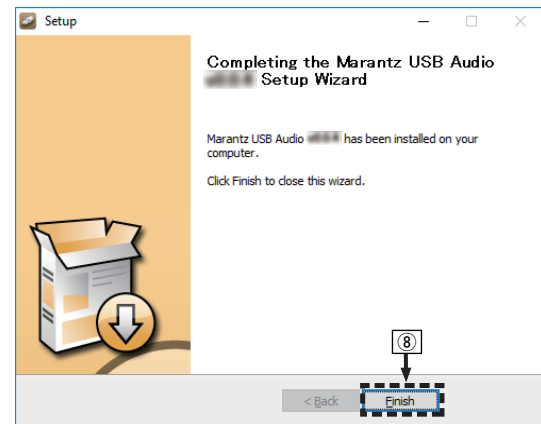 Setup
Completing the Marantz USB Audio
Setup Wizard
Marantz USB Audio has been installed on your
computer.
Click Finish to close this wizard.
⑧
< Back Finish